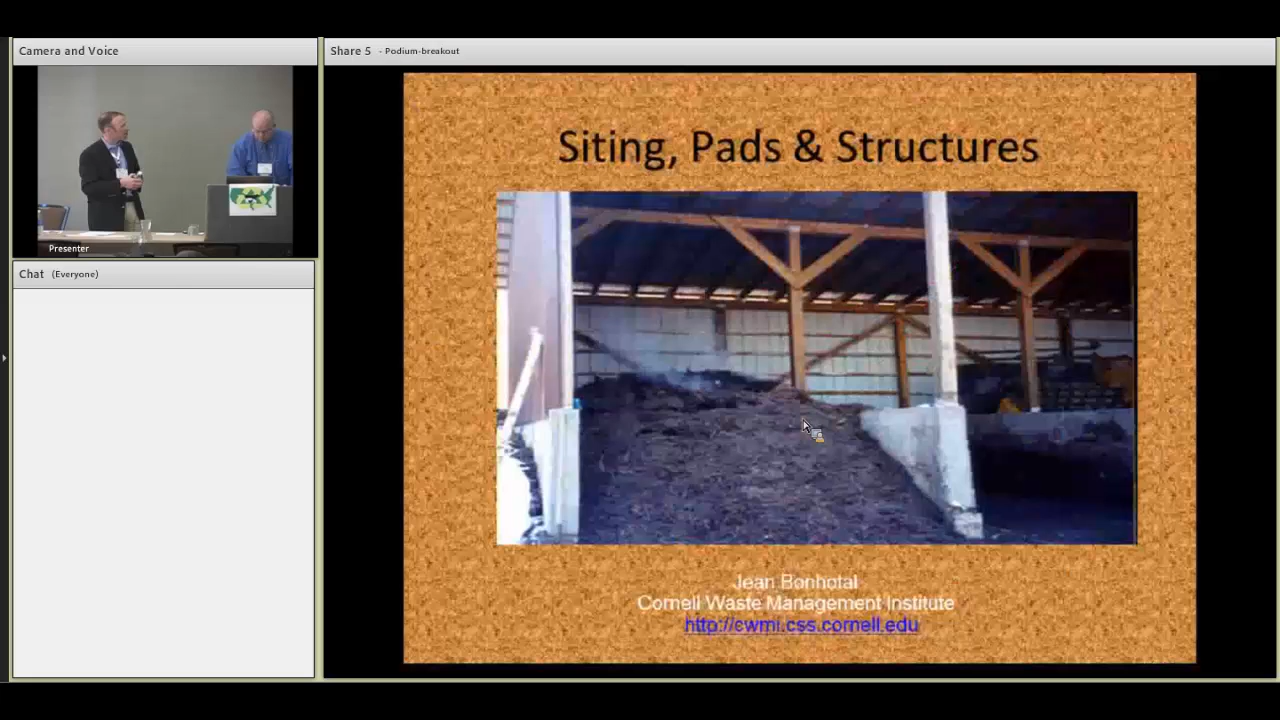 Camera and Voice
Presenter
Chat (Everyone)
Share 5 - Podium-breakout
Siting, Pads & Structures
Jean Bonhotal
Cornell Waste Management Institute
http://cwmi.css.cornell.edu